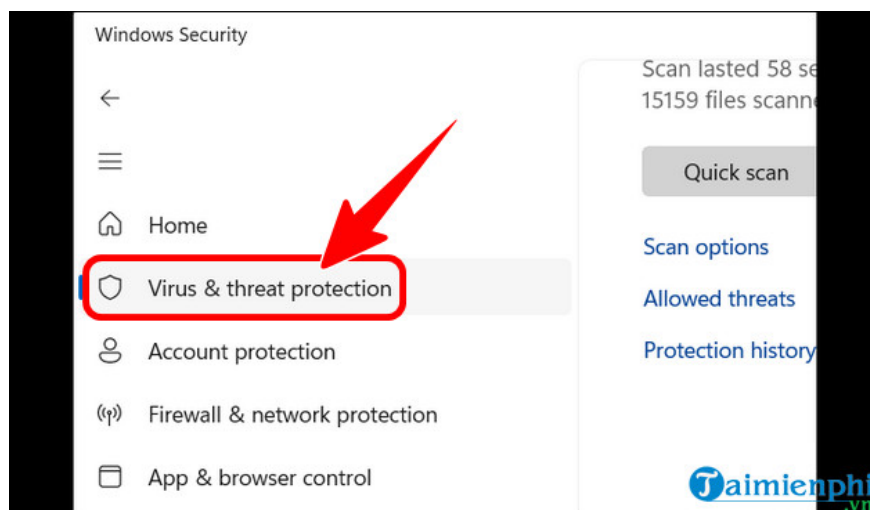 Windows Security
Home
Virus & threat protection
Account protection
Firewall & network protection
App & browser control
Scan lasted 58 se
15159 files scanne
Quick scan
Scan options
Allowed threats
Protection history
Taimienphi
.vn